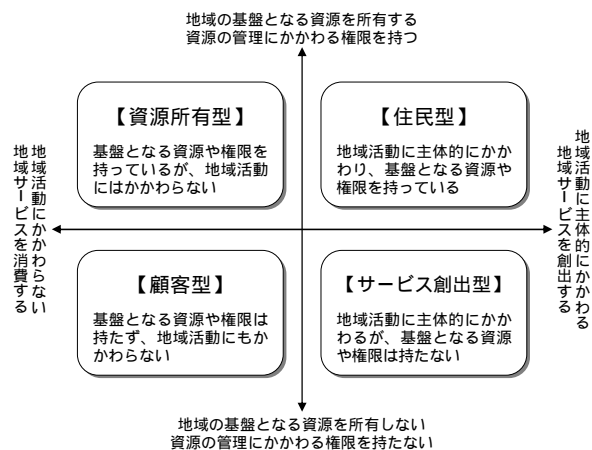 地域の基盤となる資源を所有する
資源の管理にかかわる権限を持つ
【資源所有型】
基盤となる資源や権限を
持っているが、地域活動
にはかかわらない
【住民型】
地域活動に主体的にかか
わり、基盤となる資源や
権限を持っている
地域活動にかかわらない
地域サービスを消費する
地域活動に主体的にかかわる
地域サービスを創出する
【顧客型】
基盤となる資源や権限は
持たず、地域活動にもか
かわらない
【サービス創出型】
地域活動に主体的にかか
わるが、基盤となる資源
や権限は持たない
地域の基盤となる資源を所有しない
資源の管理にかかわる権限を持たない